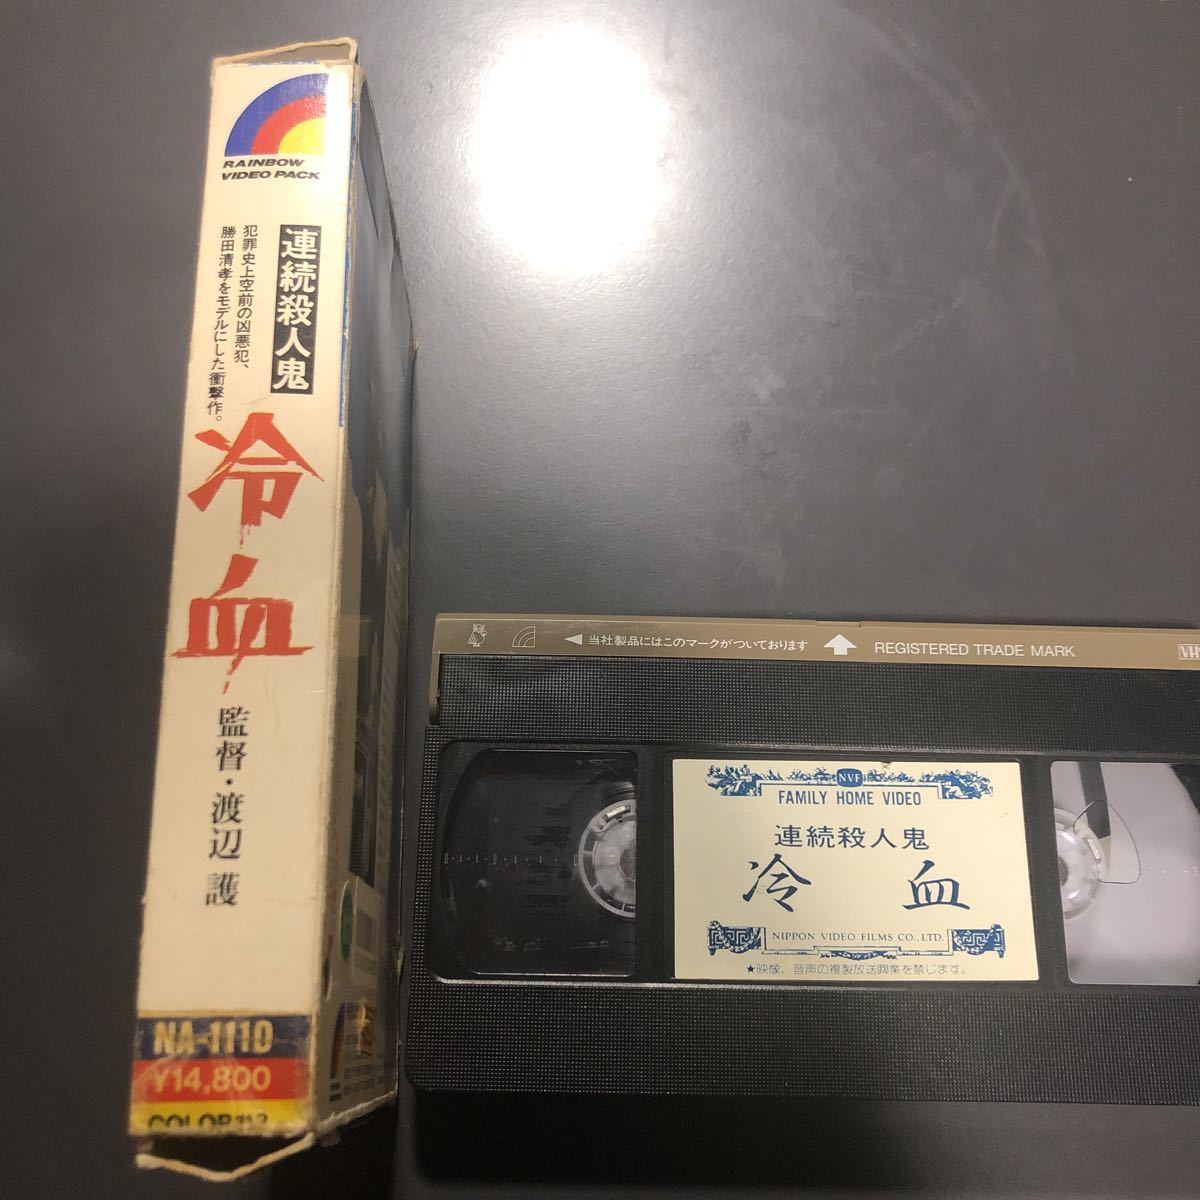 RAINBOW
VIDEO PACK
連続殺人鬼
犯罪史上空前の凶悪犯、
勝田清孝をモデルにした衝撃作。
冷血
監督・渡辺護
NA-1110
¥14,800
COLOR 113
◀当社製品にはこのマークがついております
REGISTERED TRADE MARK
VHS
NVF
FAMILY HOME VIDEO
連続殺人鬼
冷血
NIPPON VIDEO FILMS CO., LTD.
★映像、音声の複製放送興業を禁じます。